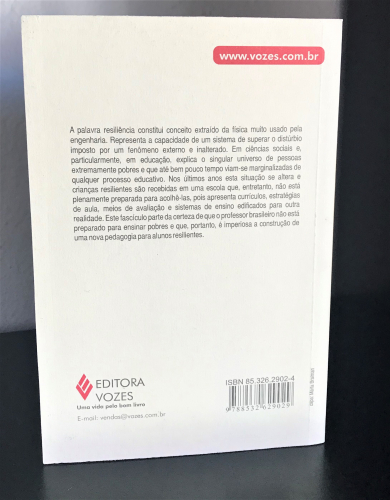 www.vozes.com.br
A palavra resiliência constitui conceito extraído da física muito usado pela
engenharia. Representa a capacidade de um sistema de superar o distúrbio
imposto por um fenômeno externo e inalterado. Em ciências sociais e,
particularmente, em educação, explica o singular universo de pessoas
extremamente pobres e que até bem pouco tempo viam-se marginalizadas de
qualquer processo educativo. Nos últimos anos esta situação se altera e
crianças resilientes são recebidas em uma escola que, entretanto, não está
plenamente preparada para acolhê-las, pois apresenta currículos, estratégias
de aula, meios de avaliação e sistemas de ensino edificados para outra
realidade. Este fascículo parte da certeza de que o professor brasileiro não está
preparado para ensinar pobres e que, portanto, é imperiosa a construção de
uma nova pedagogia para alunos resilientes.
EDITORA
VOZES
Uma vida pelo bom livro
E-mail: vendas@vozes.com.br
ISBN 85.326.2902-4
9 788532 629029